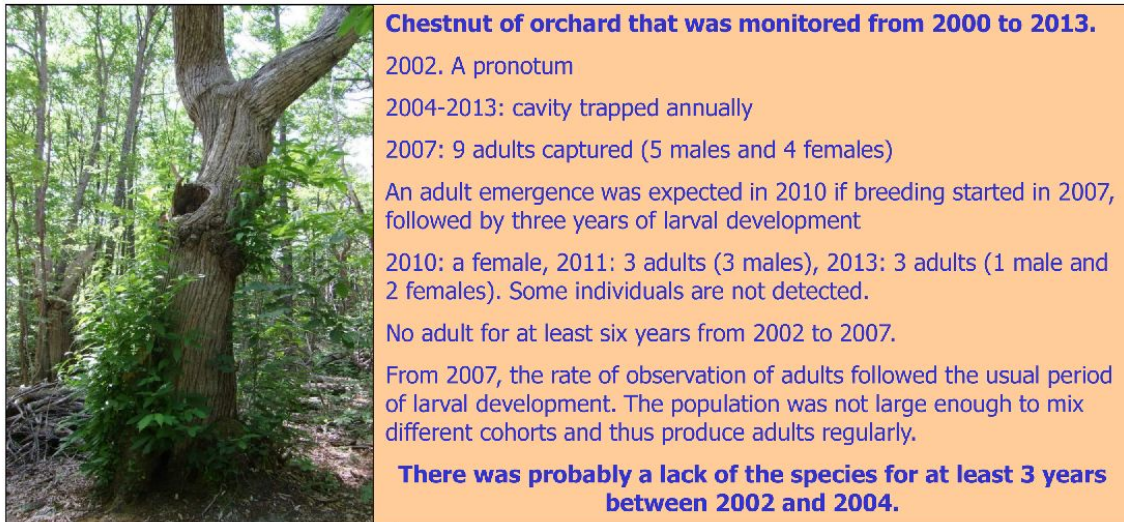 Chestnut of orchard that was monitored from 2000 to 2013.
2002. A pronotum
2004-2013: cavity trapped annually
2007: 9 adults captured (5 males and 4 females)
An adult emergence was expected in 2010 if breeding started in 2007,
followed by three years of larval development
2010: a female, 2011: 3 adults (3 males), 2013: 3 adults (1 male and
2 females). Some individuals are not detected.
No adult for at least six years from 2002 to 2007.
From 2007, the rate of observation of adults followed the usual period
of larval development. The population was not large enough to mix
different cohorts and thus produce adults regularly.
There was probably a lack of the species for at least 3 years
between 2002 and 2004.